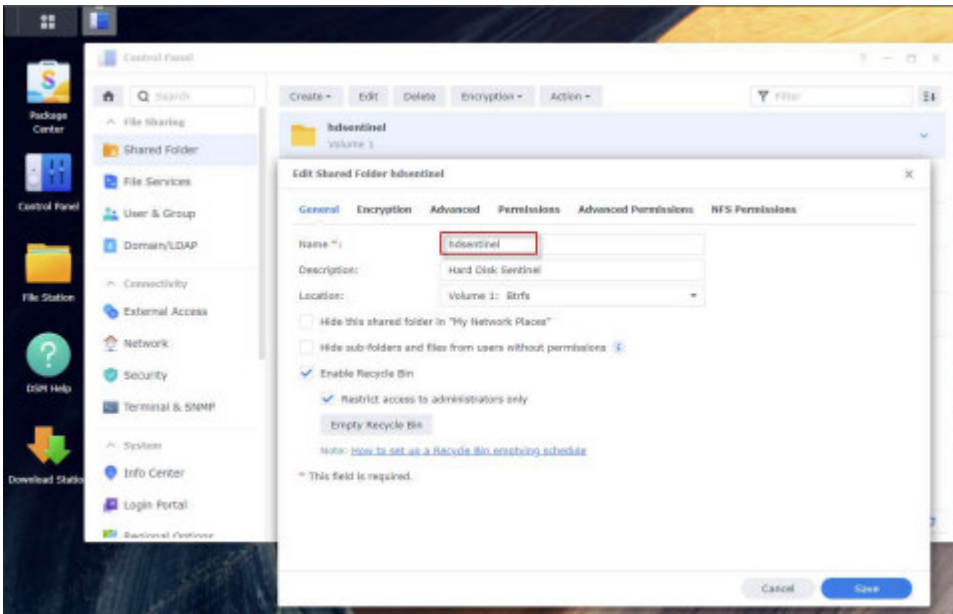 Package
Center
Control Panel
File Station
DSM Help
Download Statio
Control Panel
Search
File Sharing
Shared Folder
File Services
User & Group
Domain/LDAP
Connectivity
External Access
Network
Security
Terminal & SNMP
System
Info Center
Login Portal
Regional Options
Create Edit Delete Encryption Action Filter
hdsentinel
Volume 1
Edit Shared Folder hdsentinel
General Encryption Advanced Permissions Advanced Permissions NFS Permissions
Name *: hdsentinel
Description: Hard Disk Sentinel
Location: Volume 1: Btrfs
Hide this shared folder in "My Network Places"
Hide sub-folders and files from users without permissions i
Enable Recycle Bin
Restrict access to administrators only
Empty Recycle Bin
Note: How to set up a Recycle Bin emptying schedule
* This field is required.
Cancel Save